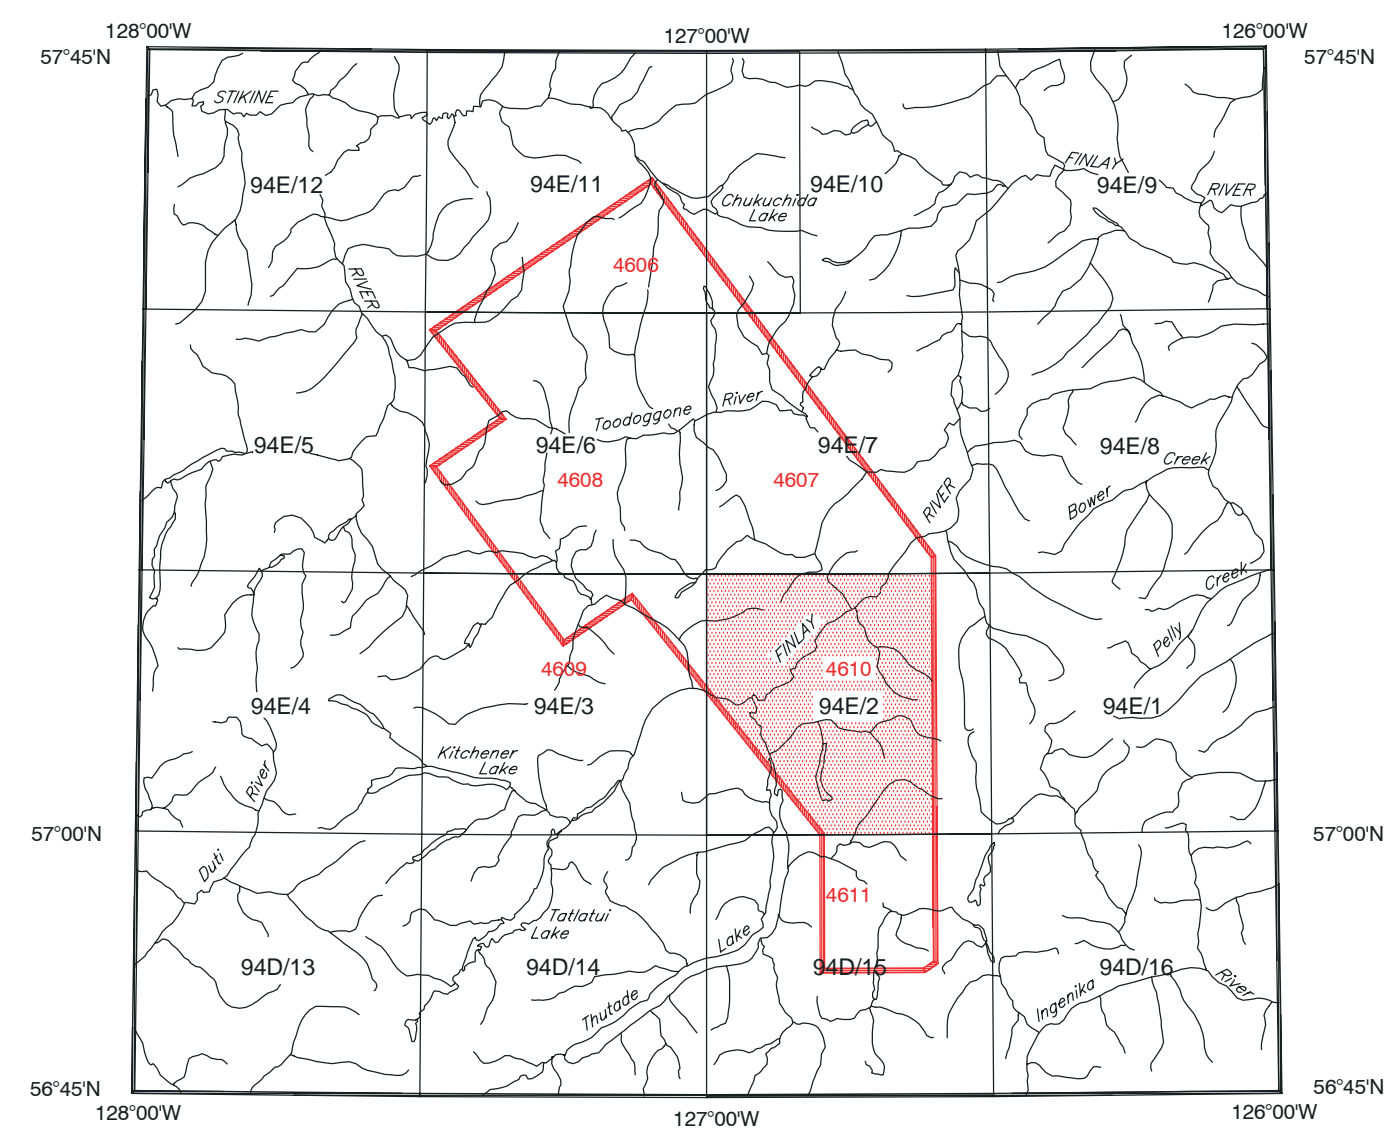 128°00'W
127°00'W
126°00'W
57°45'N
57°45'N
STIKINE
FINLAY
94E/12
94E/11
94E/10
94E/9
RIVER
Chukuchida
Lake
4606
RIVER
Toodoggone
River
94E/5
94E/6
94E/7
94E/8
Creek
4608
4607
RIVER
Bower
Creek
FINLAY
Pelly
4609
4610
94E/4
94E/3
94E/2
94E/1
Kitchener
Lake
River
57°00'N
57°00'N
Duti
4611
Tatlatui
Lake
Lake
94D/13
94D/14
94D/15
94D/16
River
Ingenika
Thutade
56°45'N
56°45'N
128°00'W
127°00'W
126°00'W